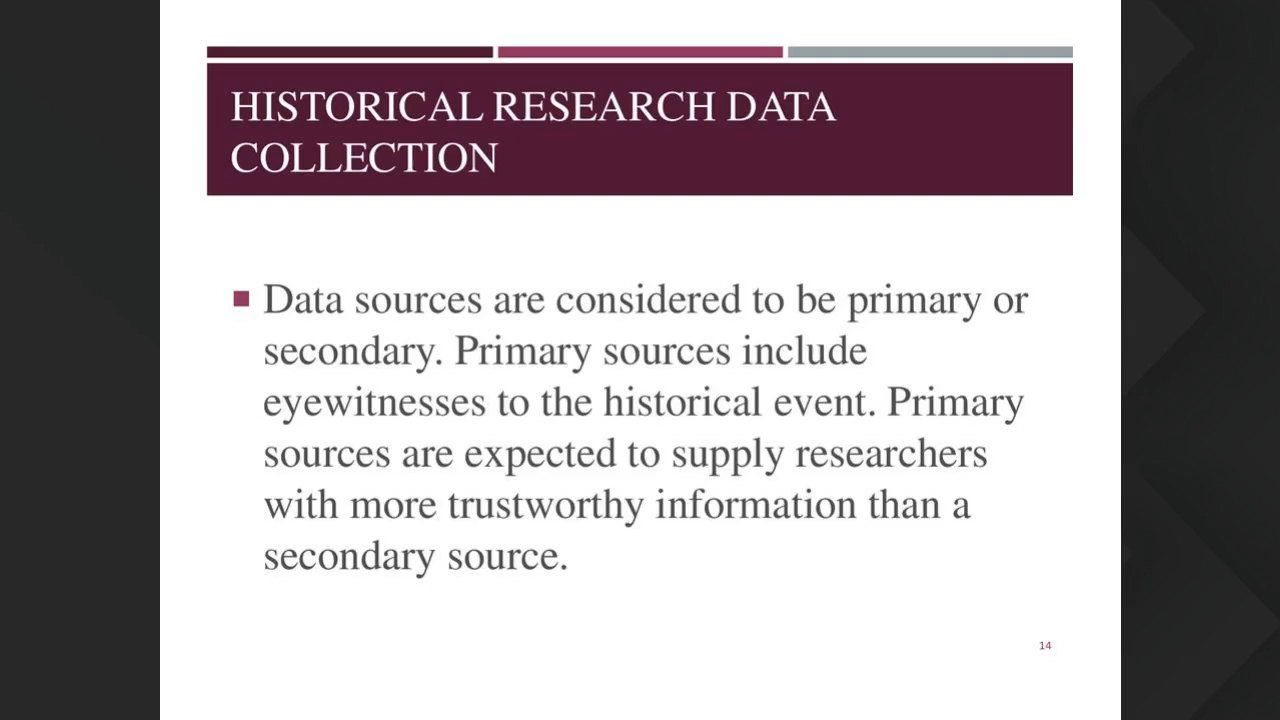 HISTORICAL RESEARCH DATA
COLLECTION
Data sources are considered to be primary or
secondary. Primary sources include
eyewitnesses to the historical event. Primary
sources are expected to supply researchers
with more trustworthy information than a
secondary source.
14